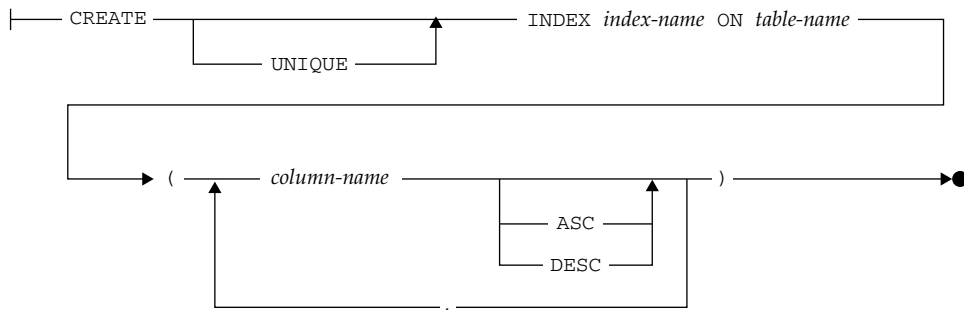 CREATE INDEX index-name ON table-name
UNIQUE
( column-name )
ASC
DESC
,